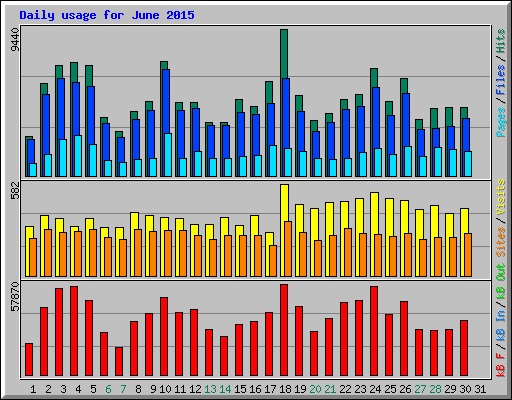 Daily usage for June 2015
9440
Pages / Files / Hits
582
Sites / Visits
57870
kB F / kB In / kB Out
1 2 3 4 5 6 7 8 9 10 11 12 13 14 15 16 17 18 19 20 21 22 23 24 25 26 27 28 29 30 31